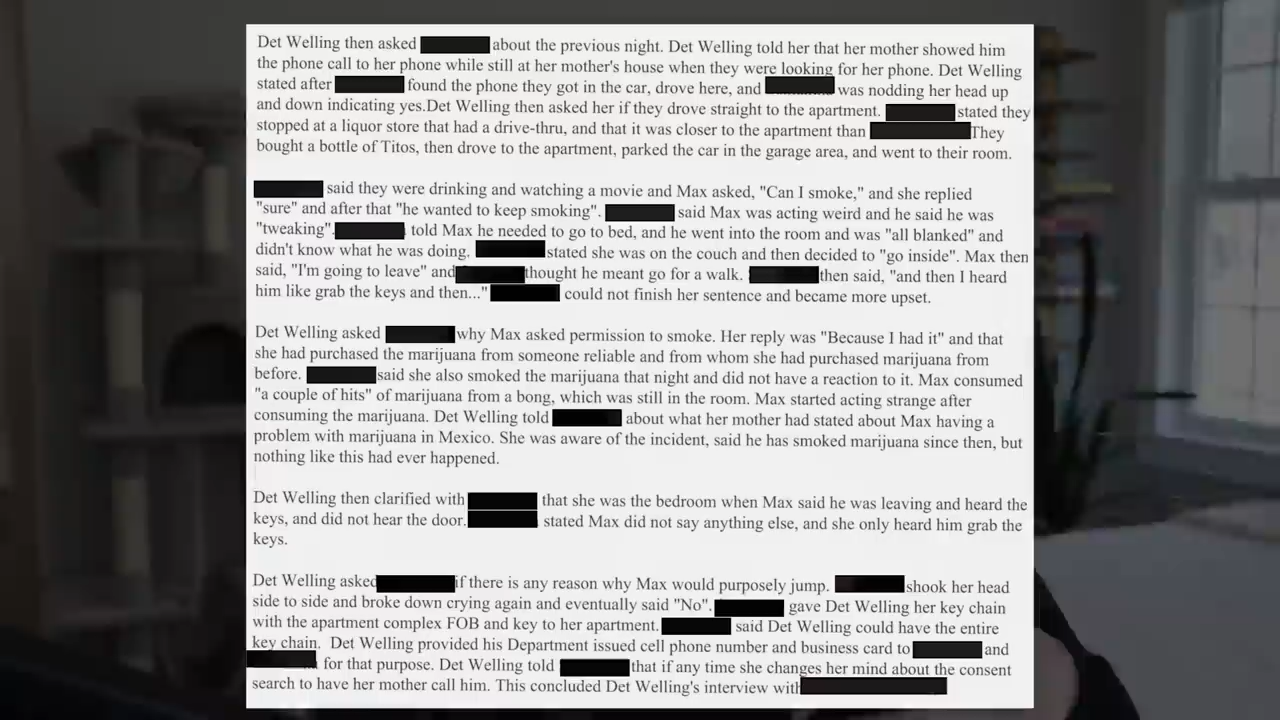 Det Welling then asked about the previous night. Det Welling told her that her mother showed him
the phone call to her phone while still at her mother's house when they were looking for her phone. Det Welling
stated after found the phone they got in the car, drove here, and was nodding her head up
and down indicating yes.Det Welling then asked her if they drove straight to the apartment. stated they
stopped at a liquor store that had a drive-thru, and that it was closer to the apartment than They
bought a bottle of Titos, then drove to the apartment, parked the car in the garage area, and went to their room.
said they were drinking and watching a movie and Max asked, "Can I smoke," and she replied
"sure" and after that "he wanted to keep smoking". said Max was acting weird and he said he was
"tweaking". told Max he needed to go to bed, and he went into the room and was "all blanked" and
didn't know what he was doing. stated she was on the couch and then decided to "go inside". Max then
said, "I'm going to leave" and thought he meant go for a walk. then said, "and then I heard
him like grab the keys and then..." could not finish her sentence and became more upset.
Det Welling asked why Max asked permission to smoke. Her reply was "Because I had it" and that
she had purchased the marijuana from someone reliable and from whom she had purchased marijuana from
before. said she also smoked the marijuana that night and did not have a reaction to it. Max consumed
"a couple of hits" of marijuana from a bong, which was still in the room. Max started acting strange after
consuming the marijuana. Det Welling told about what her mother had stated about Max having a
problem with marijuana in Mexico. She was aware of the incident, said he has smoked marijuana since then, but
nothing like this had ever happened.
Det Welling then clarified with that she was the bedroom when Max said he was leaving and heard the
keys, and did not hear the door. stated Max did not say anything else, and she only heard him grab the
keys.
Det Welling asked if there is any reason why Max would purposely jump. shook her head
side to side and broke down crying again and eventually said "No". gave Det Welling her key chain
with the apartment complex FOB and key to her apartment. said Det Welling could have the entire
key chain. Det Welling provided his Department issued cell phone number and business card to and
for that purpose. Det Welling told that if any time she changes her mind about the consent
search to have her mother call him. This concluded Det Welling's interview with